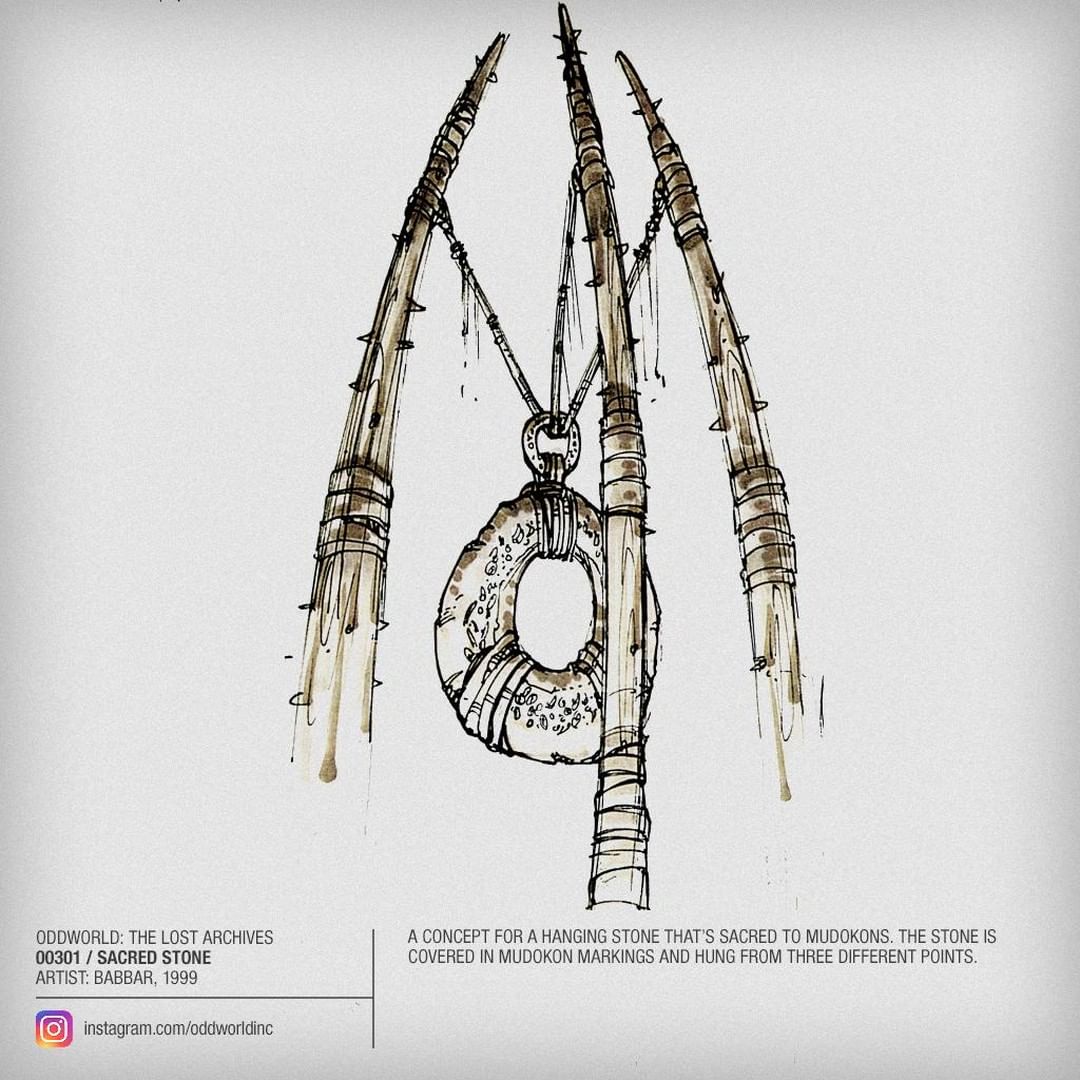 ODDWORLD: THE LOST ARCHIVES
00301 / SACRED STONE
ARTIST: BABBAR, 1999
instagram.com/oddworldinc
A CONCEPT FOR A HANGING STONE THAT'S SACRED TO MUDOKONS. THE STONE IS
COVERED IN MUDOKON MARKINGS AND HUNG FROM THREE DIFFERENT POINTS.